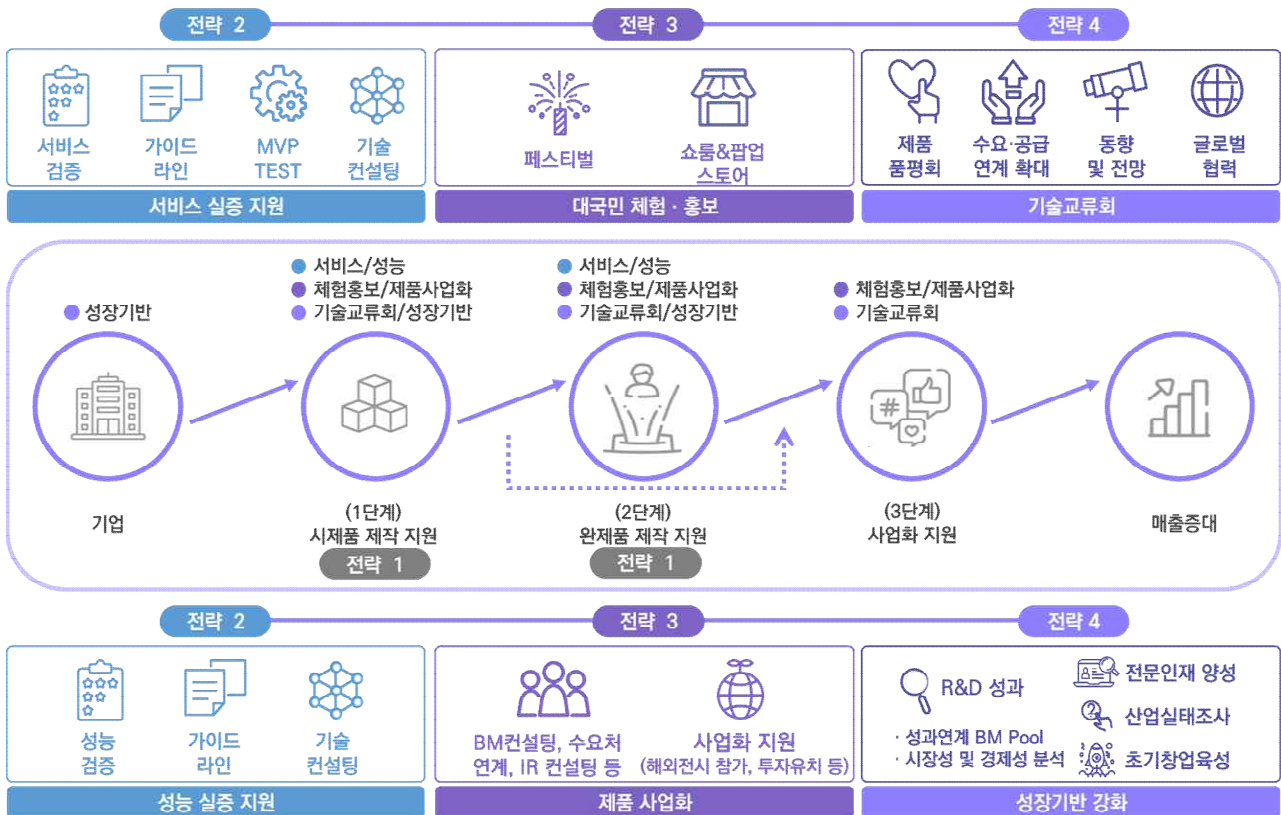 전략 2
전략 3
전략 4
서비스
검증
가이드
라인
MVP
TEST
기술
컨설팅
서비스 실증 지원
페스티벌
쇼룸&팝업
스토어
대국민 체험 · 홍보
제품
품평회
수요·공급
연계 확대
동향
및 전망
글로벌
협력
기술교류회
성장기반
서비스/성능
체험홍보/제품사업화
기술교류회/성장기반
서비스/성능
체험홍보/제품사업화
기술교류회/성장기반
체험홍보/제품사업화
기술교류회
#
기업
(1단계)
시제품 제작 지원
전략 1
(2단계)
완제품 제작 지원
전략 1
(3단계)
사업화 지원
매출증대
전략 2
전략 3
전략 4
성능
검증
가이드
라인
기술
컨설팅
성능 실증 지원
BM컨설팅, 수요처
연계, IR 컨설팅 등
사업화 지원
(해외전시 참가, 투자유치 등)
제품 사업화
R&D 성과
· 성과연계 BM Pool
· 시장성 및 경제성 분석
전문인재 양성
산업실태조사
초기창업육성
성장기반 강화